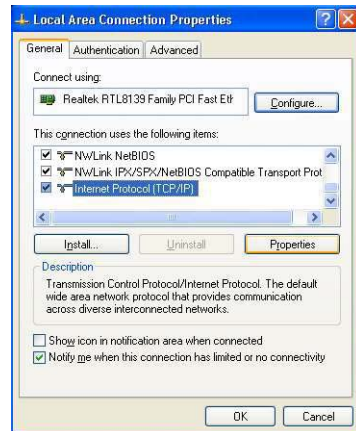 Local Area Connection Properties
General Authentication Advanced
Connect using:
Realtek RTL8139 Family PCI Fast Eth
Configure...
This connection uses the following items:
NWLink NetBIOS
NWLink IPX/SPX/NetBIOS Compatible Transport Prot
Internet Protocol (TCP/IP)
Install... Uninstall Properties
Description
Transmission Control Protocol/Internet Protocol. The default
wide area network protocol that provides communication
across diverse interconnected networks.
Show icon in notification area when connected
Notify me when this connection has limited or no connectivity
OK Cancel